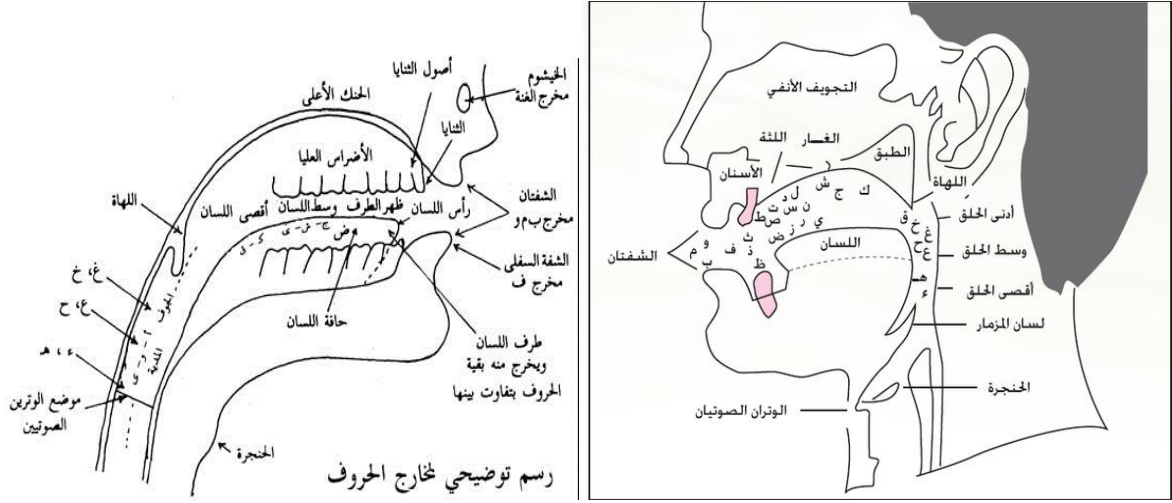 الخيشوم
مخرج الغنة
أصول الثنايا
الحنك الأعلى
الثنايا
الأضراس العليا
الشفتان
مخرج ب م و
رأس اللسان
ظهر الطرف
وسط اللسان
أقصى اللسان
اللهاة
ج - ش - ى
ض
ك - ق
الشفة السفلى
مخرج ف
غ، خ
ع، ح
ء، هـ
الجوف
ا - و - ى
المدية
حافة اللسان
طرف اللسان
ويخرج منه بقية
الحروف بتفاوت بينها
موضع الوترين
الصوتيين
الحنجرة
رسم توضيحي لمخارج الحروف
التجويف الأنفي
الغار
اللثة
الطبق
الأسنان
اللهاة
ك
ج
ش
ل
د
ن
س
ت
ط
ص
ي
ر
ز
ض
ث
ذ
ظ
ف
و
م
ب
ق
خ
غ
ح
ع
هـ
ء
أدنى الحلق
وسط الحلق
أقصى الحلق
اللسان
الشفتان
لسان المزمار
الحنجرة
الوتران الصوتيان